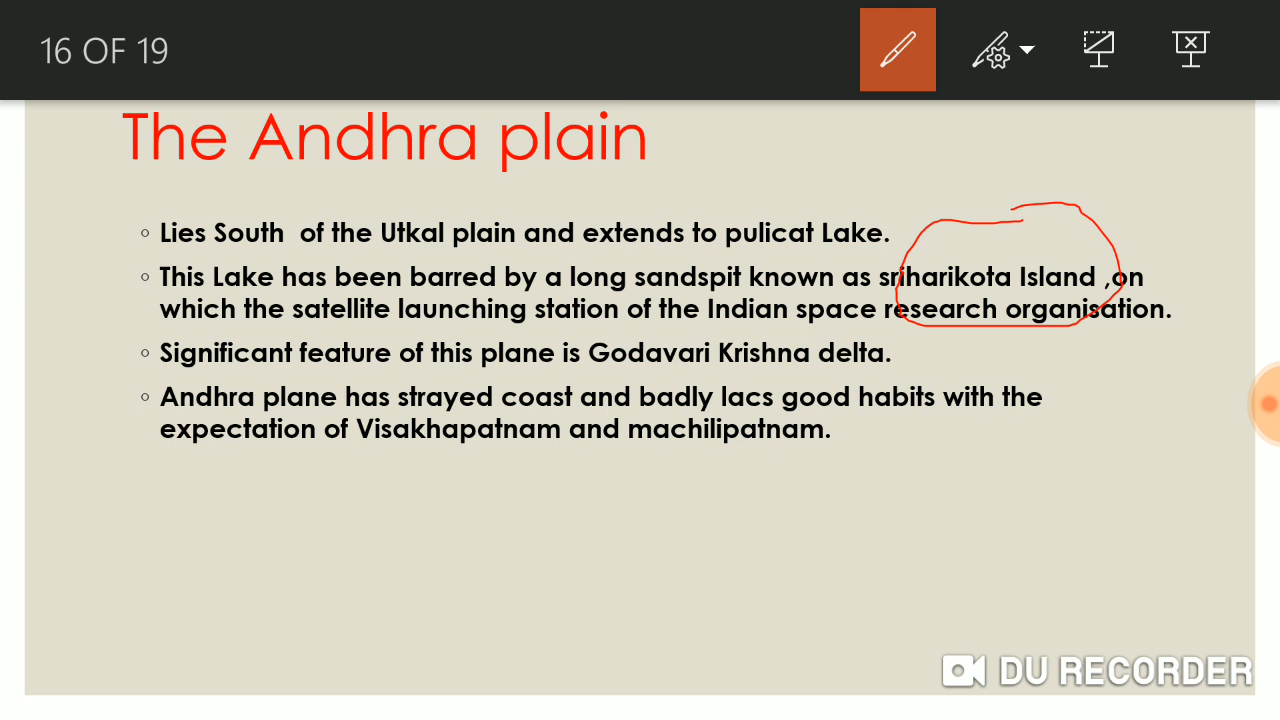 16 OF 19
The Andhra plain
◦ Lies South of the Utkal plain and extends to pulicat Lake.
◦ This Lake has been barred by a long sandspit known as sriharikota Island ,on
which the satellite launching station of the Indian space research organisation.
◦ Significant feature of this plane is Godavari Krishna delta.
◦ Andhra plane has strayed coast and badly lacs good habits with the
expectation of Visakhapatnam and machilipatnam.
DU RECORDER